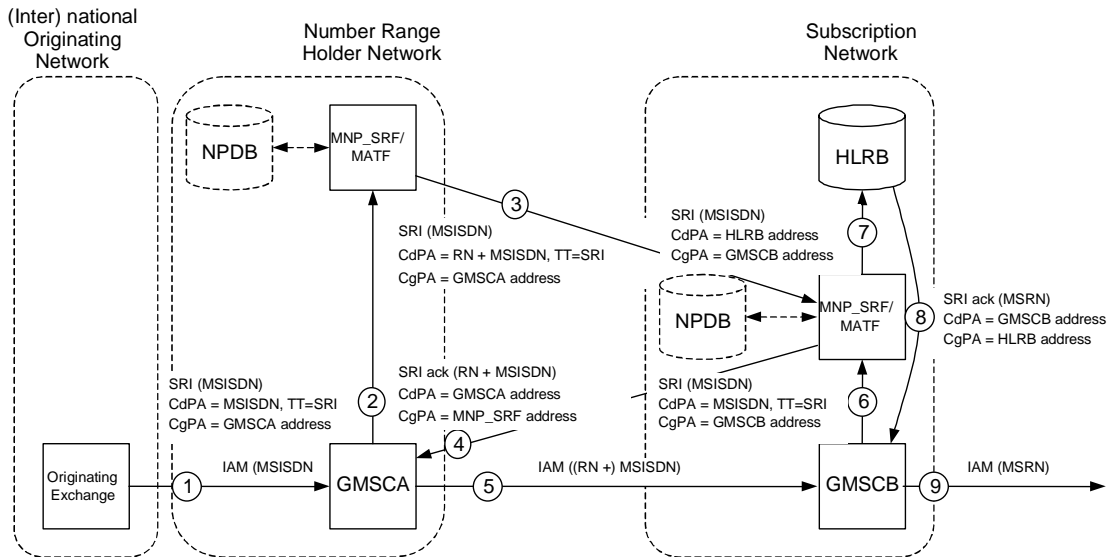 (Inter) national
Originating
Network
Number Range
Holder Network
Subscription
Network
NPDB
MNP_SRF/
MATF
HLRB
3
SRI (MSISDN)
CdPA = RN + MSISDN, TT=SRI
CgPA = GMSCA address
SRI (MSISDN)
CdPA = HLRB address
CgPA = GMSCB address
7
NPDB
MNP_SRF/
MATF
8
SRI ack (MSRN)
CdPA = GMSCB address
CgPA = HLRB address
SRI (MSISDN)
CdPA = MSISDN, TT=SRI
CgPA = GMSCA address
2
SRI ack (RN + MSISDN)
CdPA = GMSCA address
CgPA = MNP_SRF address
4
SRI (MSISDN)
CdPA = MSISDN, TT=SRI
CgPA = GMSCB address
6
Originating
Exchange
1
IAM (MSISDN
GMSCA
5
IAM ((RN +) MSISDN)
GMSCB
9
IAM (MSRN)